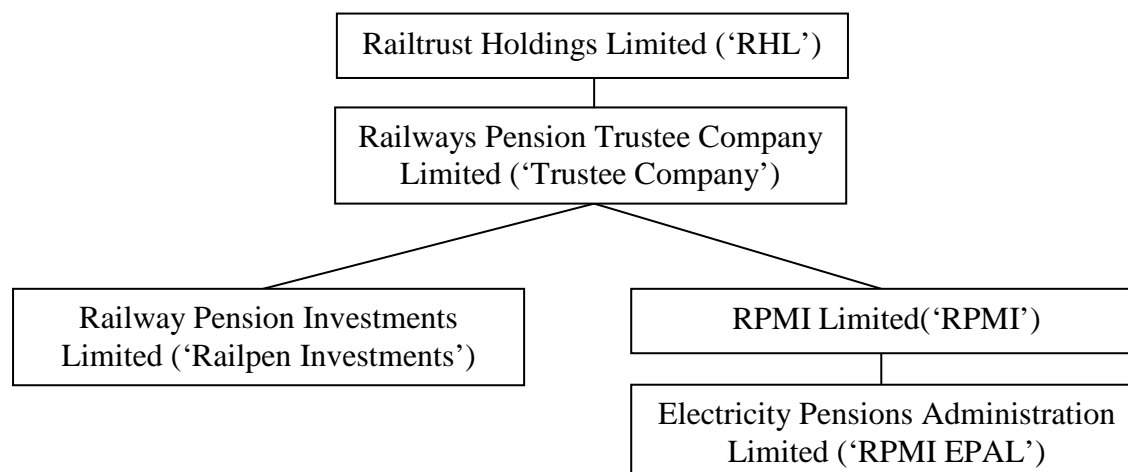 Railtrust Holdings Limited (‘RHL’)
Railways Pension Trustee Company
Limited (‘Trustee Company’)
Railway Pension Investments
Limited (‘Railpen Investments’)
RPMI Limited(‘RPMI’)
Electricity Pensions Administration
Limited (‘RPMI EPAL’)